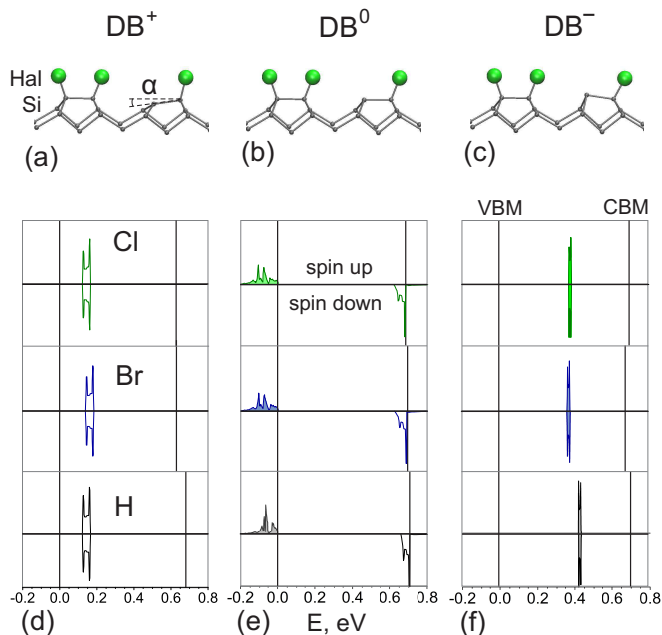 DB⁺ DB⁰ DB⁻
Hal
Si
α
(a) (b) (c)
VBM CBM
Cl
spin up
spin down
Br
H
-0.2 0.0 0.2 0.4 0.6 0.8 -0.2 0.0 0.2 0.4 0.6 0.8 -0.2 0.0 0.2 0.4 0.6 0.8
(d) (e) E, eV (f)